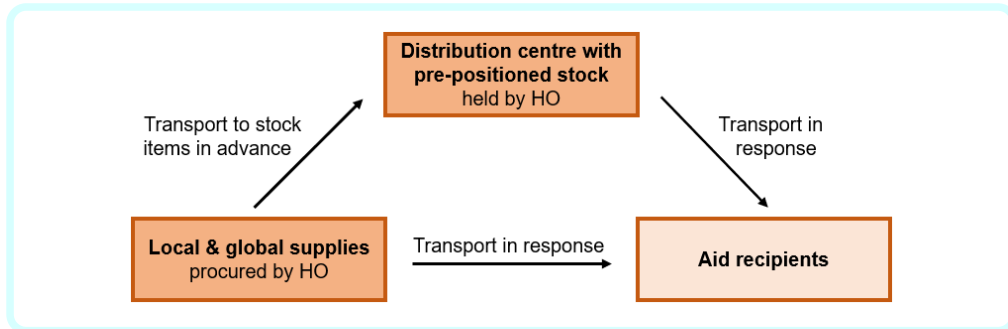 Distribution centre with
pre-positioned stock
held by HO
Transport to stock
items in advance
Transport in
response
Local & global supplies
procured by HO
Transport in response
Aid recipients